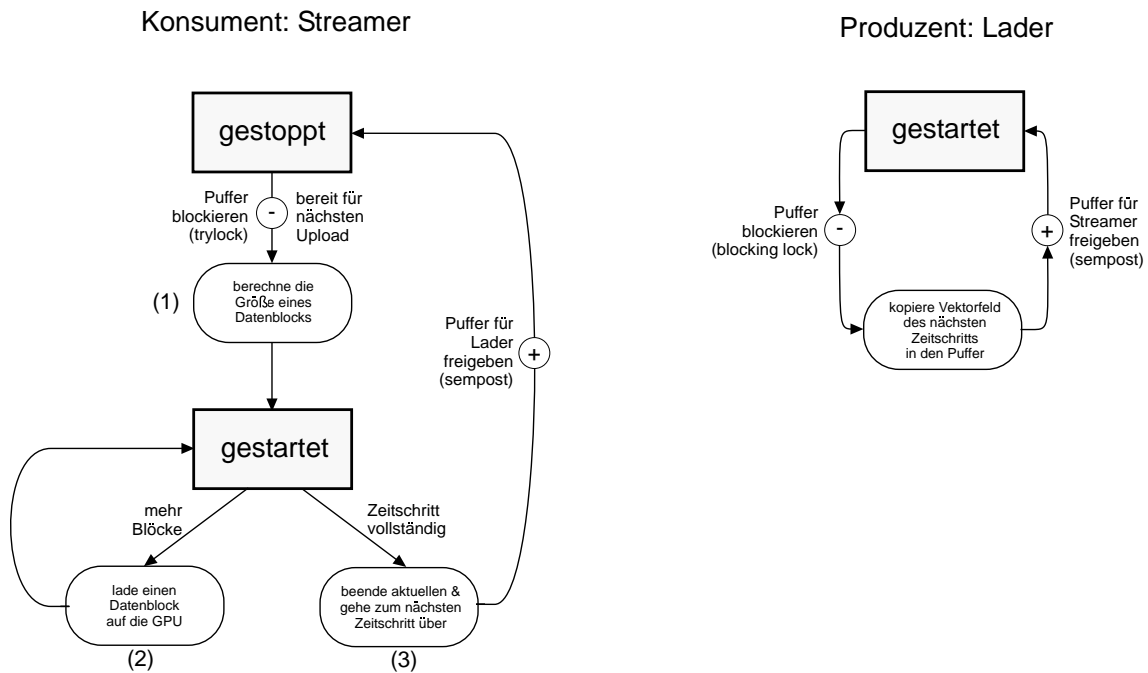 Konsument: Streamer
gestoppt
Puffer
blockieren
(trylock)
-
bereit für
nächsten
Upload
(1)
berechne die
Größe eines
Datenblocks
Puffer für
Lader
freigeben
(sempost)
+
gestartet
mehr
Blöcke
Zeitschritt
vollständig
lade einen
Datenblock
auf die GPU
(2)
beende aktuellen &
gehe zum nächsten
Zeitschritt über
(3)
Produzent: Lader
gestartet
Puffer
blockieren
(blocking lock)
-
Puffer für
Streamer
freigeben
(sempost)
+
kopiere Vektorfeld
des nächsten
Zeitschritts
in den Puffer